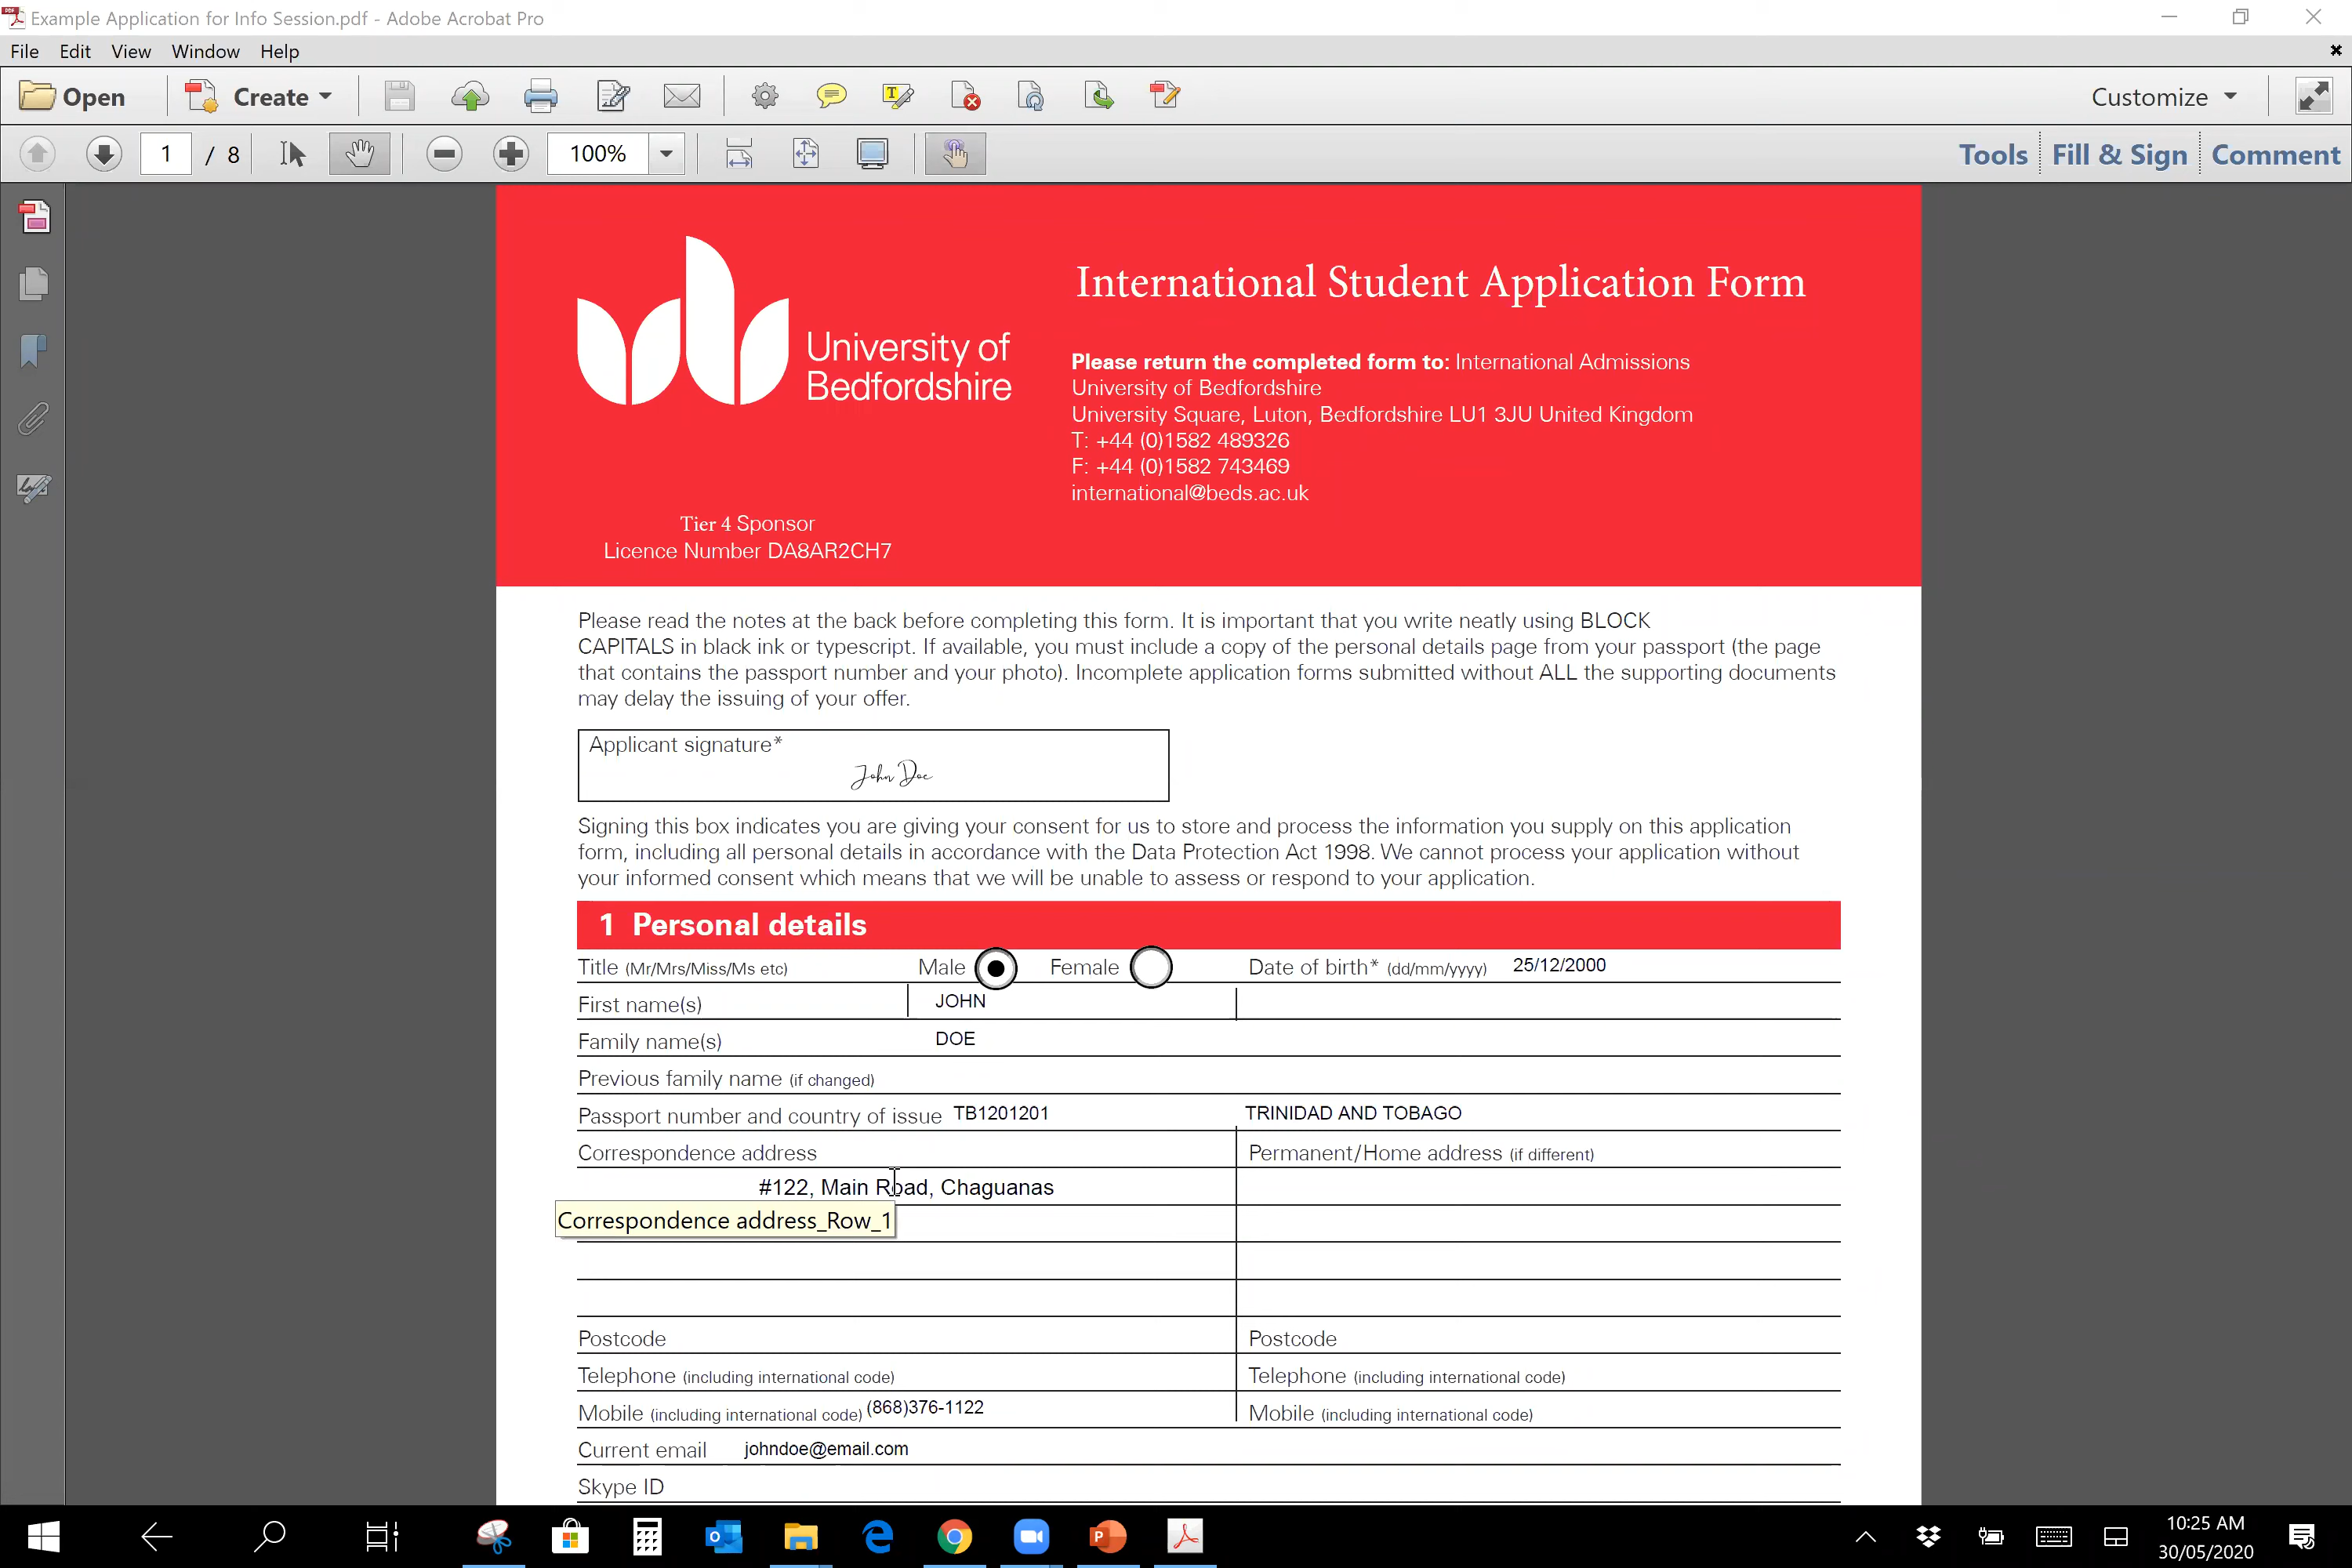 Example Application for Info Session.pdf - Adobe Acrobat Pro
File Edit View Window Help
Open Create Customize
1 / 8 100% Tools Fill & Sign Comment
International Student Application Form
University of
Bedfordshire
Please return the completed form to: International Admissions
University of Bedfordshire
University Square, Luton, Bedfordshire LU1 3JU United Kingdom
T: +44 (0)1582 489326
F: +44 (0)1582 743469
international@beds.ac.uk
Tier 4 Sponsor
Licence Number DA8AR2CH7
Please read the notes at the back before completing this form. It is important that you write neatly using BLOCK
CAPITALS in black ink or typescript. If available, you must include a copy of the personal details page from your passport (the page
that contains the passport number and your photo). Incomplete application forms submitted without ALL the supporting documents
may delay the issuing of your offer.
Applicant signature*
John Doe
Signing this box indicates you are giving your consent for us to store and process the information you supply on this application
form, including all personal details in accordance with the Data Protection Act 1998. We cannot process your application without
your informed consent which means that we will be unable to assess or respond to your application.
1 Personal details
Title (Mr/Mrs/Miss/Ms etc) Male Female Date of birth* (dd/mm/yyyy) 25/12/2000
First name(s) JOHN
Family name(s) DOE
Previous family name (if changed)
Passport number and country of issue TB1201201 TRINIDAD AND TOBAGO
Correspondence address Permanent/Home address (if different)
#122, Main Road, Chaguanas
Correspondence address_Row_1
Postcode Postcode
Telephone (including international code) Telephone (including international code)
Mobile (including international code) (868)376-1122 Mobile (including international code)
Current email johndoe@email.com
Skype ID
10:25 AM
30/05/2020